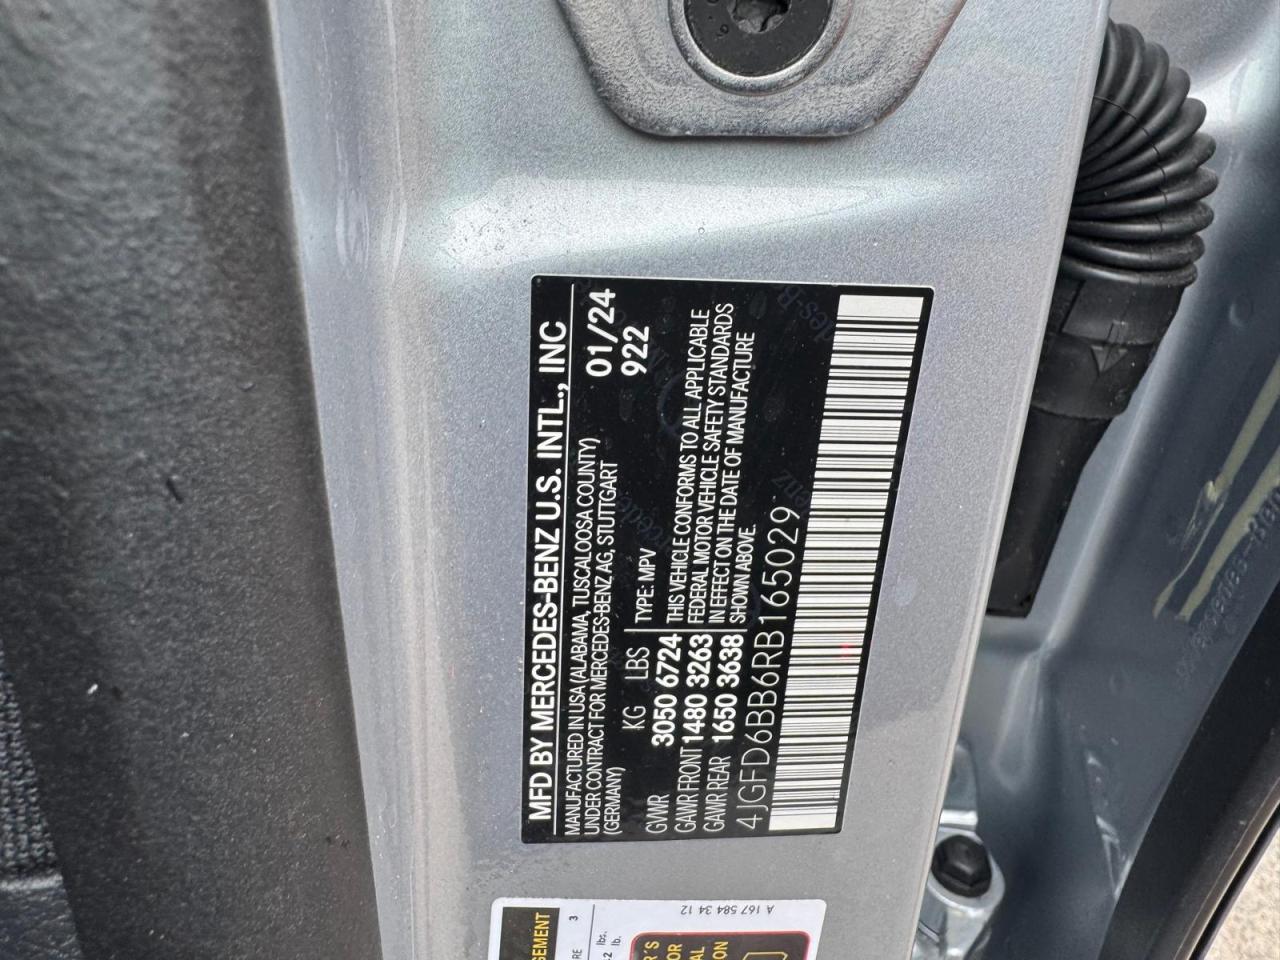 MFD BY MERCEDES-BENZ U.S. INTL., INC
MANUFACTURED IN USA (ALABAMA, TUSCALOOSA COUNTY)
UNDER CONTRACT FOR MERCEDES-BENZ AG, STUTTGART
(GERMANY)
01/24
922
KG LBS TYPE: MPV
GVWR 3050 6724
GAWR FRONT 1480 3263
GAWR REAR 1650 3638
THIS VEHICLE CONFORMS TO ALL APPLICABLE
FEDERAL MOTOR VEHICLE SAFETY STANDARDS
IN EFFECT ON THE DATE OF MANUFACTURE
SHOWN ABOVE.
4JGFD6BB6RB165029
A 167 584 34 12
3
lbs.
lb.